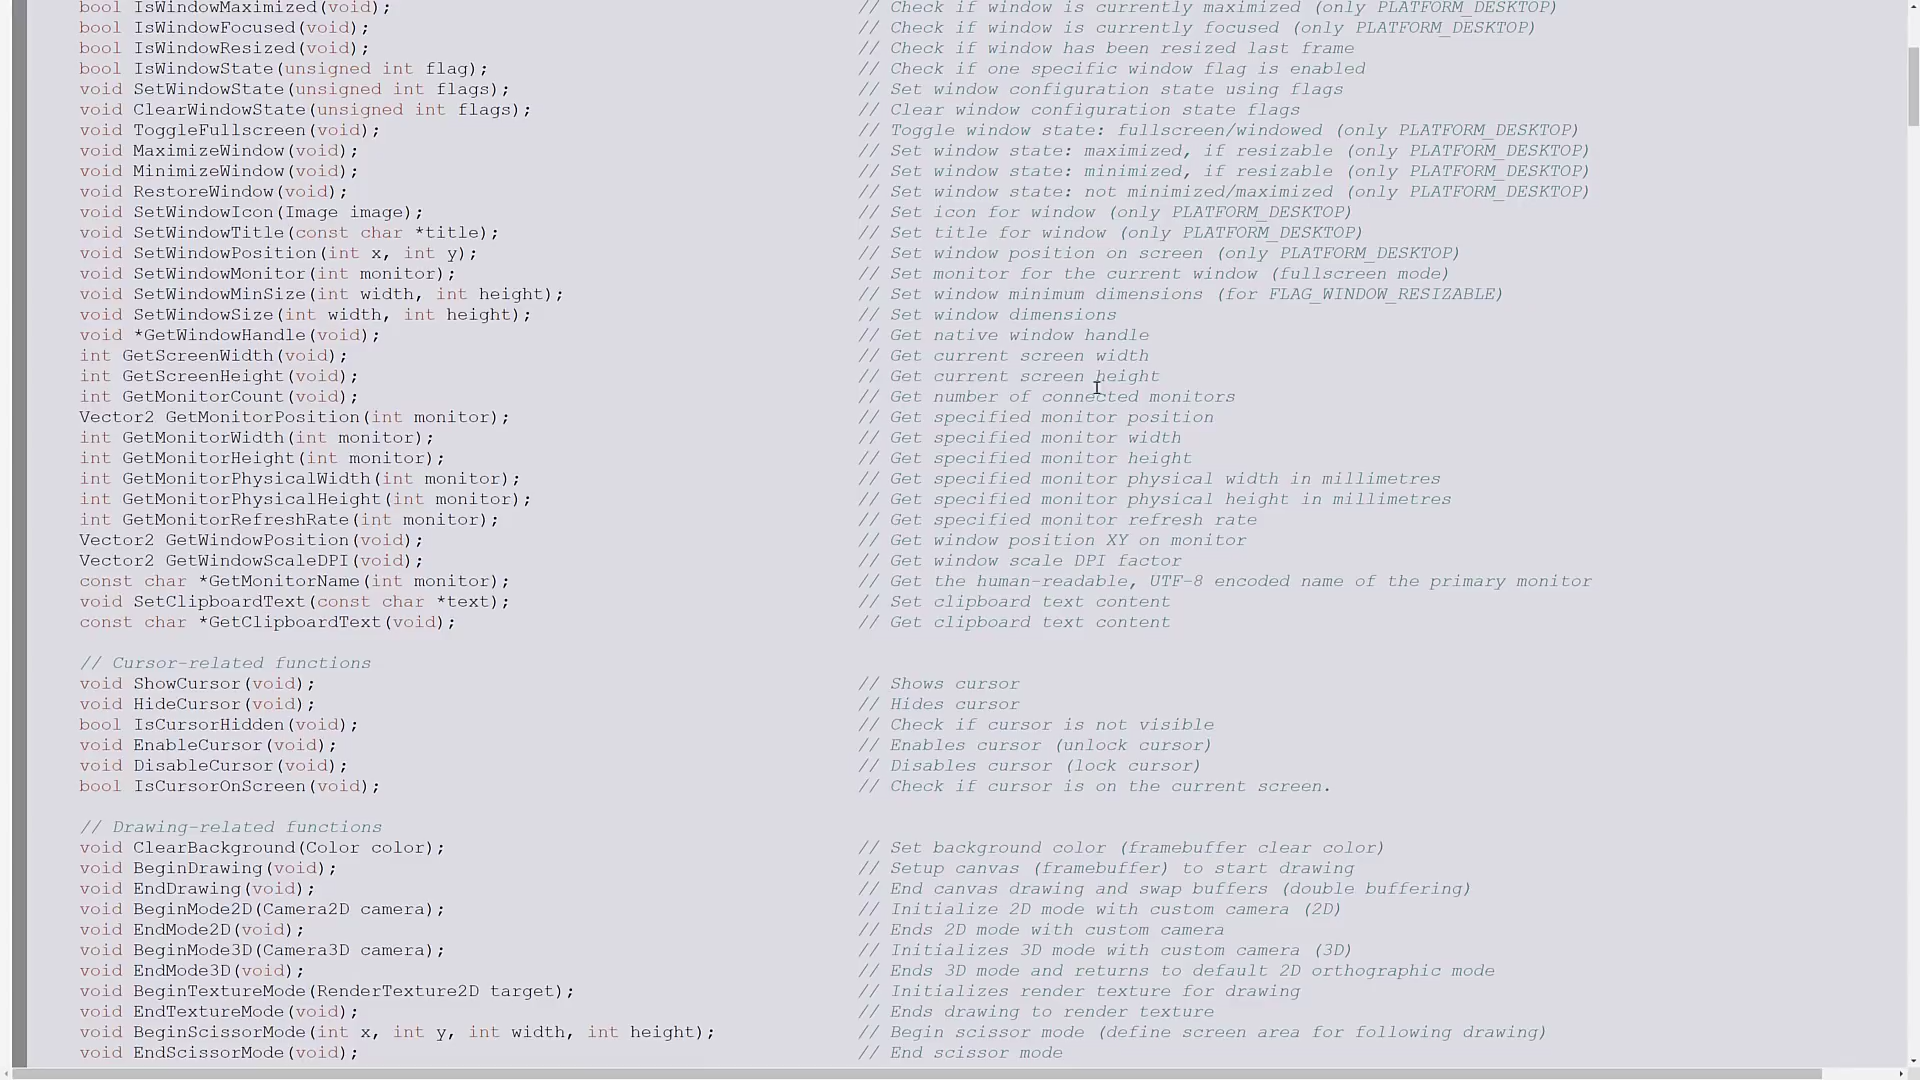 bool IsWindowMaximized(void); // Check if window is currently maximized (only PLATFORM_DESKTOP)
bool IsWindowFocused(void); // Check if window is currently focused (only PLATFORM_DESKTOP)
bool IsWindowResized(void); // Check if window has been resized last frame
bool IsWindowState(unsigned int flag); // Check if one specific window flag is enabled
void SetWindowState(unsigned int flags); // Set window configuration state using flags
void ClearWindowState(unsigned int flags); // Clear window configuration state flags
void ToggleFullscreen(void); // Toggle window state: fullscreen/windowed (only PLATFORM_DESKTOP)
void MaximizeWindow(void); // Set window state: maximized, if resizable (only PLATFORM_DESKTOP)
void MinimizeWindow(void); // Set window state: minimized, if resizable (only PLATFORM_DESKTOP)
void RestoreWindow(void); // Set window state: not minimized/maximized (only PLATFORM_DESKTOP)
void SetWindowIcon(Image image); // Set icon for window (only PLATFORM_DESKTOP)
void SetWindowTitle(const char *title); // Set title for window (only PLATFORM_DESKTOP)
void SetWindowPosition(int x, int y); // Set window position on screen (only PLATFORM_DESKTOP)
void SetWindowMonitor(int monitor); // Set monitor for the current window (fullscreen mode)
void SetWindowMinSize(int width, int height); // Set window minimum dimensions (for FLAG_WINDOW_RESIZABLE)
void SetWindowSize(int width, int height); // Set window dimensions
void *GetWindowHandle(void); // Get native window handle
int GetScreenWidth(void); // Get current screen width
int GetScreenHeight(void); // Get current screen height
int GetMonitorCount(void); // Get number of connected monitors
Vector2 GetMonitorPosition(int monitor); // Get specified monitor position
int GetMonitorWidth(int monitor); // Get specified monitor width
int GetMonitorHeight(int monitor); // Get specified monitor height
int GetMonitorPhysicalWidth(int monitor); // Get specified monitor physical width in millimetres
int GetMonitorPhysicalHeight(int monitor); // Get specified monitor physical height in millimetres
int GetMonitorRefreshRate(int monitor); // Get specified monitor refresh rate
Vector2 GetWindowPosition(void); // Get window position XY on monitor
Vector2 GetWindowScaleDPI(void); // Get window scale DPI factor
const char *GetMonitorName(int monitor); // Get the human-readable, UTF-8 encoded name of the primary monitor
void SetClipboardText(const char *text); // Set clipboard text content
const char *GetClipboardText(void); // Get clipboard text content
// Cursor-related functions
void ShowCursor(void); // Shows cursor
void HideCursor(void); // Hides cursor
bool IsCursorHidden(void); // Check if cursor is not visible
void EnableCursor(void); // Enables cursor (unlock cursor)
void DisableCursor(void); // Disables cursor (lock cursor)
bool IsCursorOnScreen(void); // Check if cursor is on the current screen.
// Drawing-related functions
void ClearBackground(Color color); // Set background color (framebuffer clear color)
void BeginDrawing(void); // Setup canvas (framebuffer) to start drawing
void EndDrawing(void); // End canvas drawing and swap buffers (double buffering)
void BeginMode2D(Camera2D camera); // Initialize 2D mode with custom camera (2D)
void EndMode2D(void); // Ends 2D mode with custom camera
void BeginMode3D(Camera3D camera); // Initializes 3D mode with custom camera (3D)
void EndMode3D(void); // Ends 3D mode and returns to default 2D orthographic mode
void BeginTextureMode(RenderTexture2D target); // Initializes render texture for drawing
void EndTextureMode(void); // Ends drawing to render texture
void BeginScissorMode(int x, int y, int width, int height); // Begin scissor mode (define screen area for following drawing)
void EndScissorMode(void); // End scissor mode